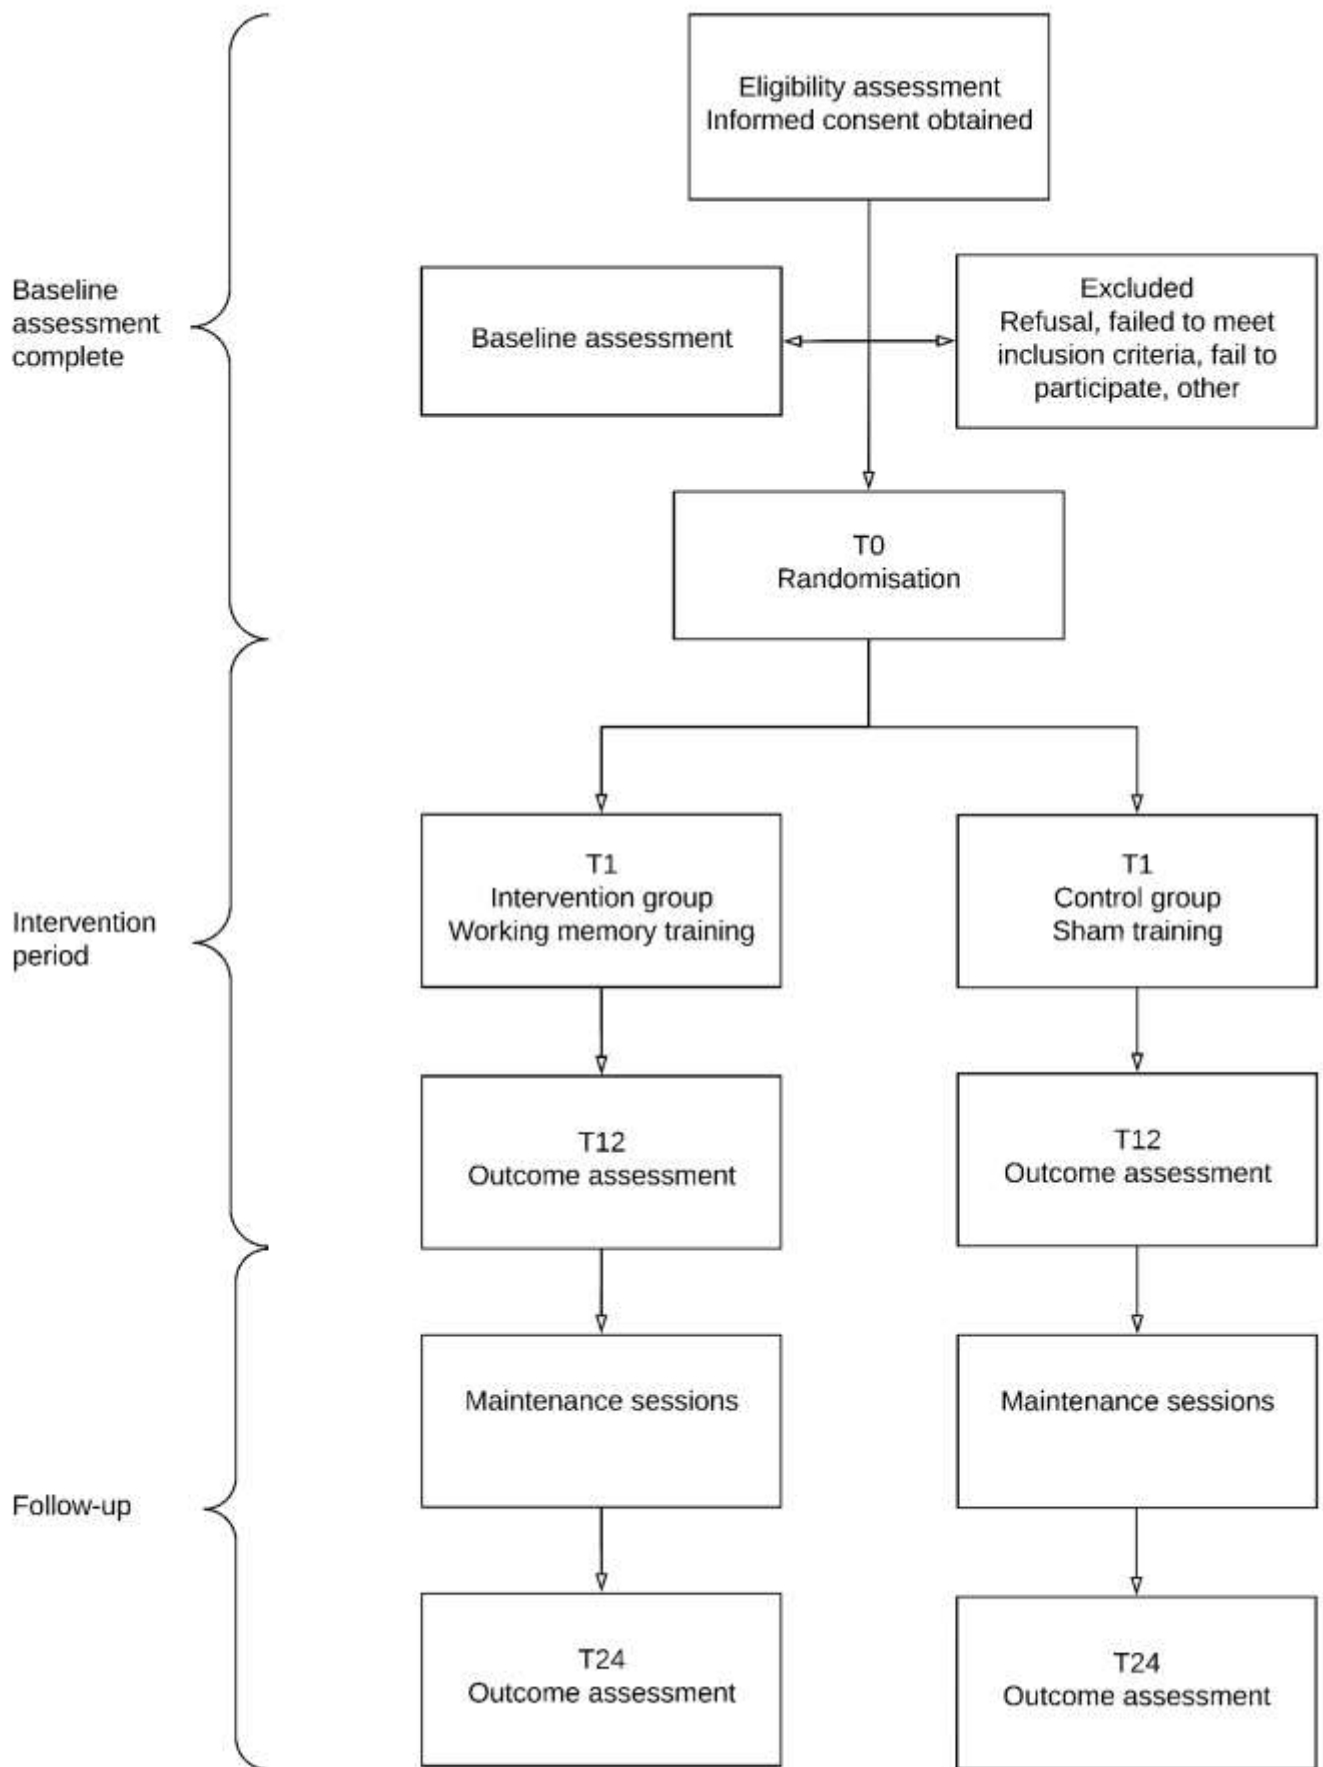 Eligibility assessment
Informed consent obtained
Baseline
assessment
complete
Baseline assessment
Excluded
Refusal, failed to meet
inclusion criteria, fail to
participate, other
T0
Randomisation
Intervention
period
T1
Intervention group
Working memory training
T1
Control group
Sham training
T12
Outcome assessment
T12
Outcome assessment
Follow-up
Maintenance sessions
Maintenance sessions
T24
Outcome assessment
T24
Outcome assessment